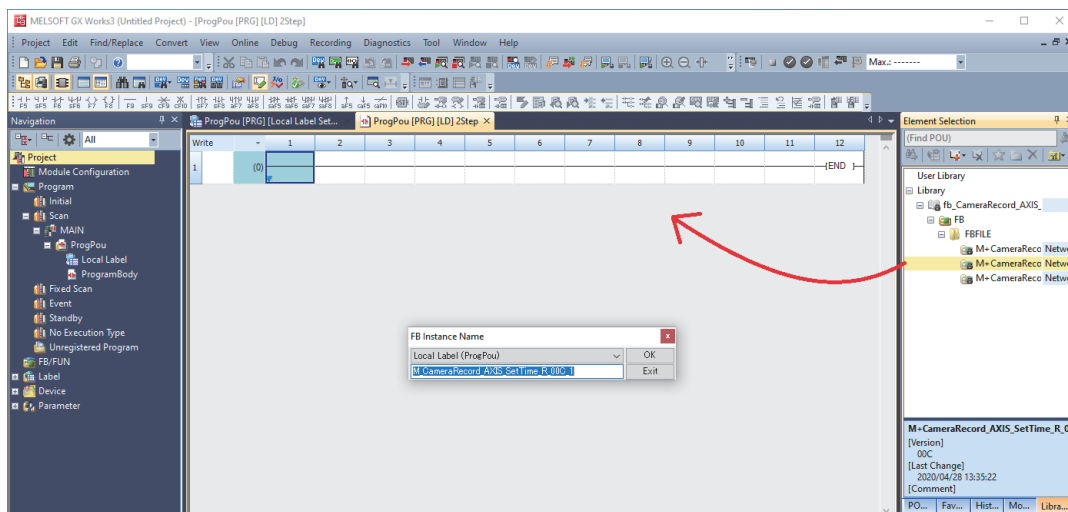 MELSOFT GX Works3 (Untitled Project) - [ProgPou [PRG] [LD] 2Step]
Project Edit Find/Replace Convert View Online Debug Recording Diagnostics Tool Window Help
Max.: -------
Navigation
All
Project
Module Configuration
Program
Initial
Scan
MAIN
ProgPou
Local Label
ProgramBody
Fixed Scan
Event
Standby
No Execution Type
Unregistered Program
FB/FUN
Label
Device
Parameter
ProgPou [PRG] [Local Label Set...
ProgPou [PRG] [LD] 2Step
Write 1 2 3 4 5 6 7 8 9 10 11 12
1 (0) END
FB Instance Name
Local Label (ProgPou) OK
M_CameraRecord_AXIS_SetTime_R_00C_1 Exit
Element Selection
(Find POU)
User Library
Library
fb_CameraRecord_AXIS_
FB
FBFILE
M+CameraReco Netw
M+CameraReco Netw
M+CameraReco Netw
M+CameraRecord_AXIS_SetTime_R_0
[Version]
00C
[Last Change]
2020/04/28 13:35:22
[Comment]
PO... Fav... Hist... Mo... Libra...